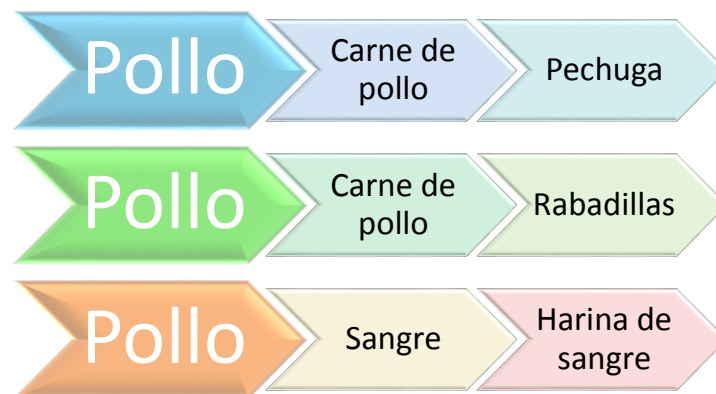 Pollo
Carne de
pollo
Pechuga
Pollo
Carne de
pollo
Rabadillas
Pollo
Sangre
Harina de
sangre